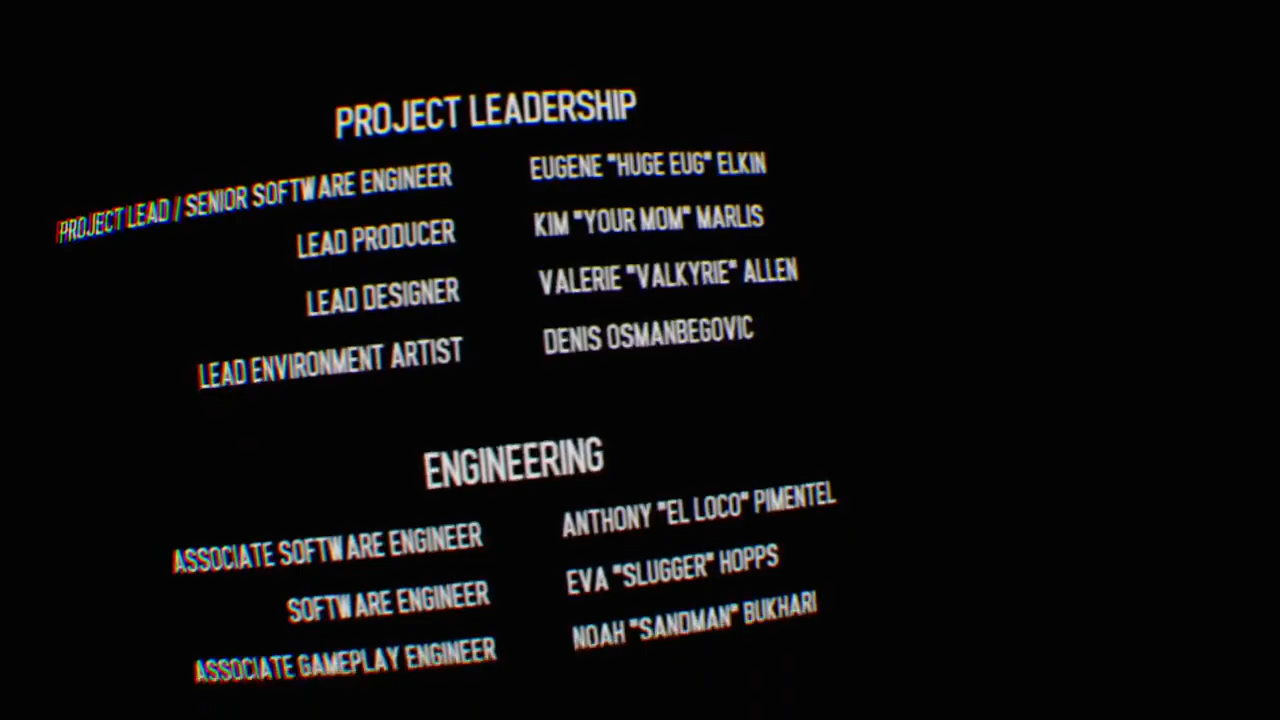 PROJECT LEADERSHIP
PROJECT LEAD / SENIOR SOFTWARE ENGINEER EUGENE "HUGE EUG" ELKIN
LEAD PRODUCER KIM "YOUR MOM" MARLIS
LEAD DESIGNER VALERIE "VALKYRIE" ALLEN
LEAD ENVIRONMENT ARTIST DENIS OSMANBEGOVIC
ENGINEERING
ASSOCIATE SOFTWARE ENGINEER ANTHONY "EL LOCO" PIMENTEL
SOFTWARE ENGINEER EVA "SLUGGER" HOPPS
ASSOCIATE GAMEPLAY ENGINEER NOAH "SANDMAN" BUKHARI